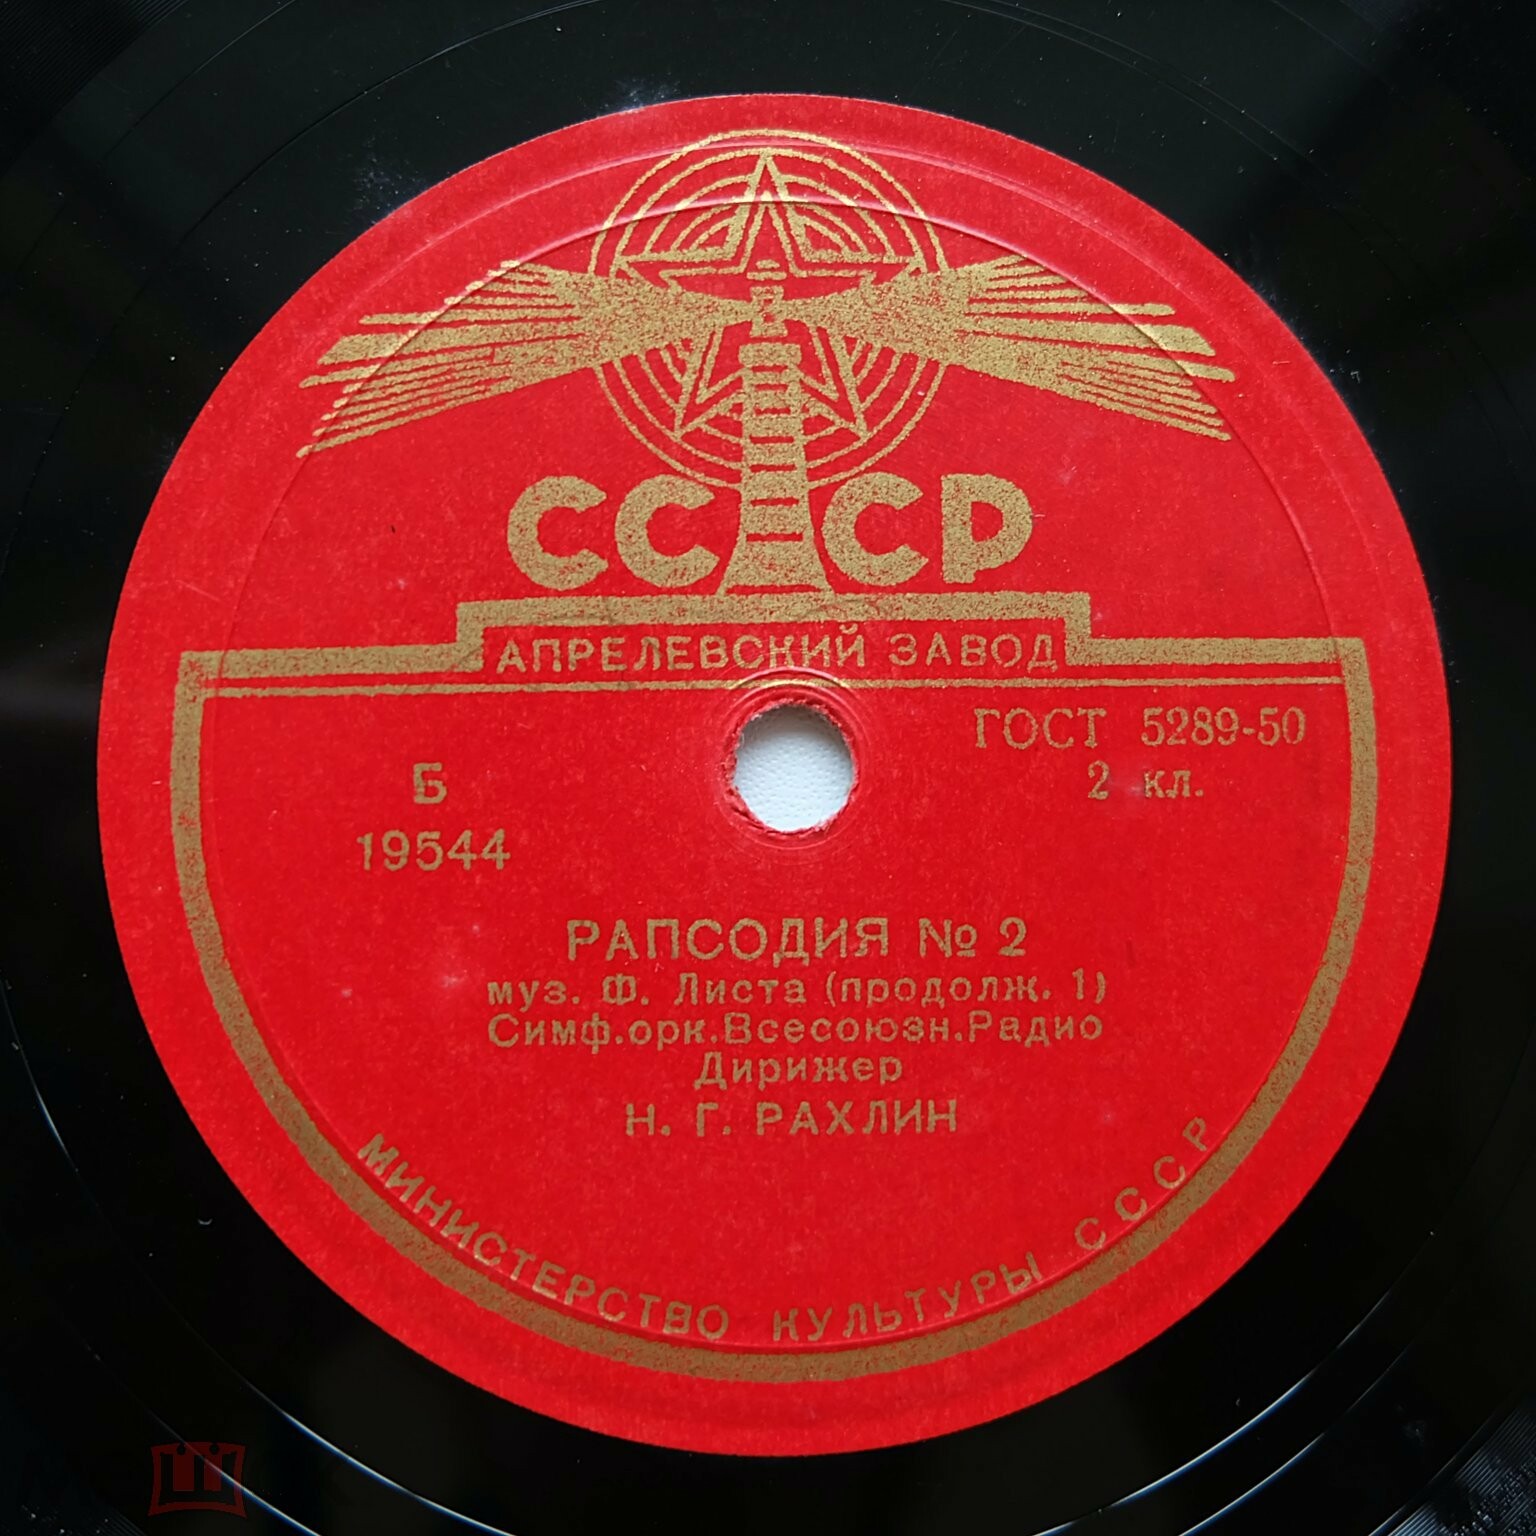 СССР
АПРЕЛЕВСКИЙ ЗАВОД
ГОСТ 5289-50
2 кл.
Б
19544
РАПСОДИЯ № 2
муз. Ф. Листа (продолж. 1)
Симф.орк.Всесоюзн.Радио
Дирижер
Н. Г. РАХЛИН
МИНИСТЕРСТВО КУЛЬТУРЫ СССР